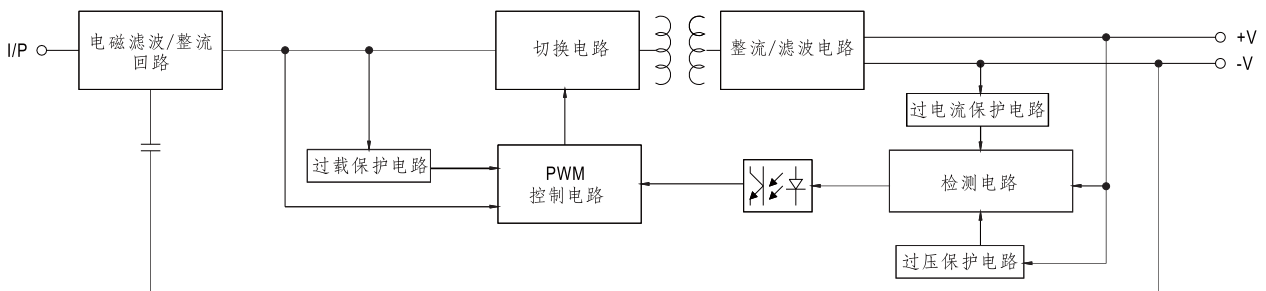 I/P
电磁滤波/整流
回路
切换电路
整流/滤波电路
+V
-V
过电流保护电路
过载保护电路
PWM
控制电路
检测电路
过压保护电路